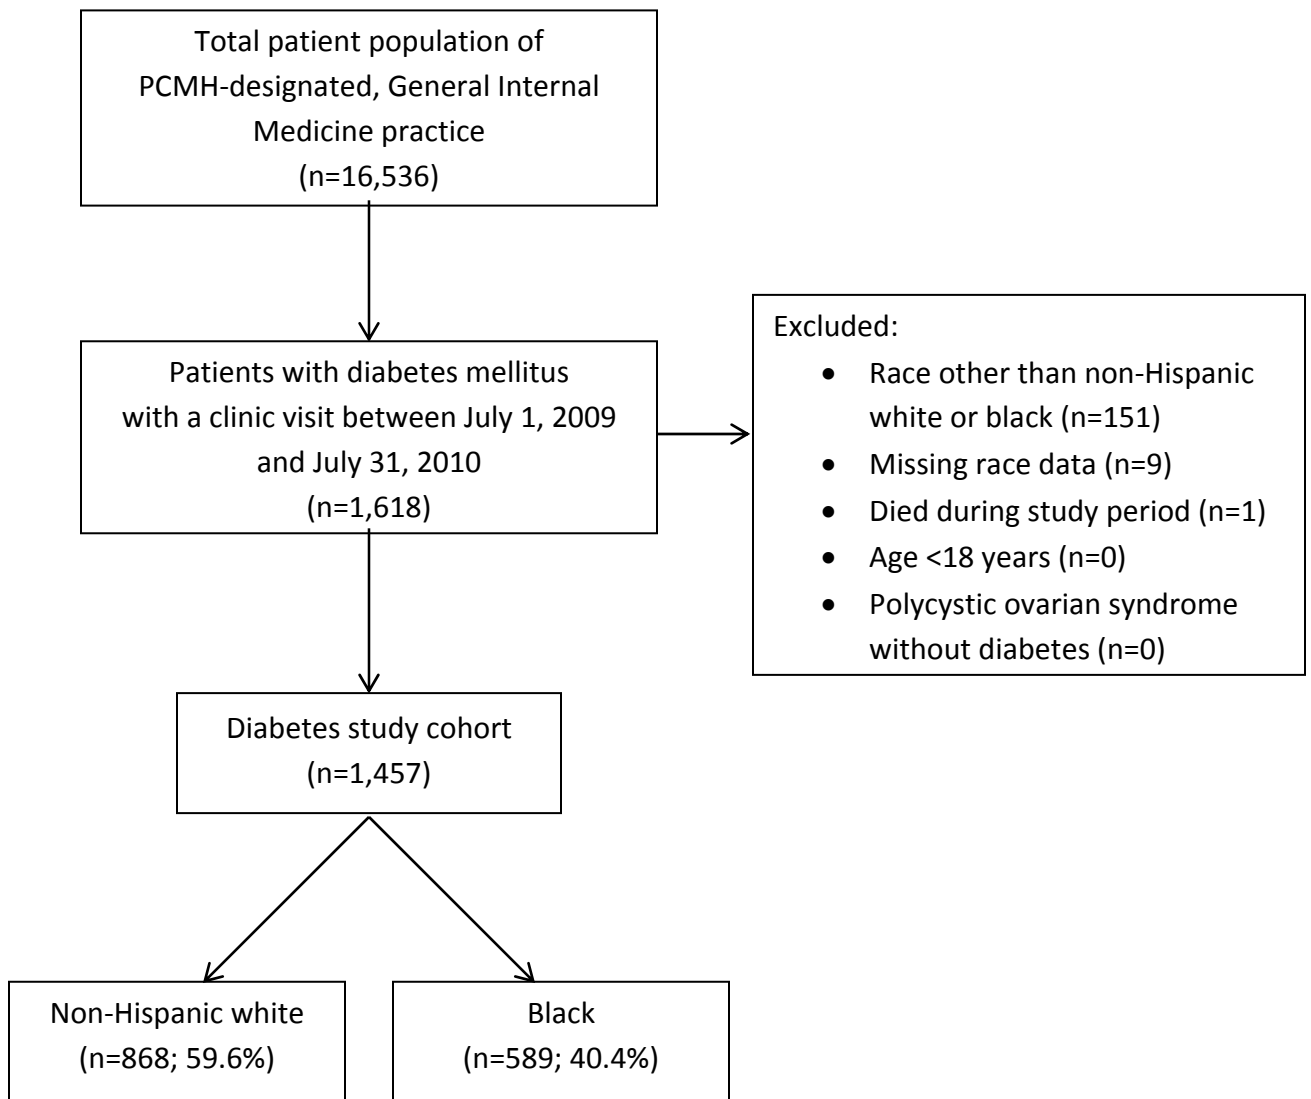 Total patient population of
PCMH-designated, General Internal
Medicine practice
(n=16,536)
Patients with diabetes mellitus
with a clinic visit between July 1, 2009
and July 31, 2010
(n=1,618)
Excluded:
• Race other than non-Hispanic
white or black (n=151)
• Missing race data (n=9)
• Died during study period (n=1)
• Age <18 years (n=0)
• Polycystic ovarian syndrome
without diabetes (n=0)
Diabetes study cohort
(n=1,457)
Non-Hispanic white
(n=868; 59.6%)
Black
(n=589; 40.4%)